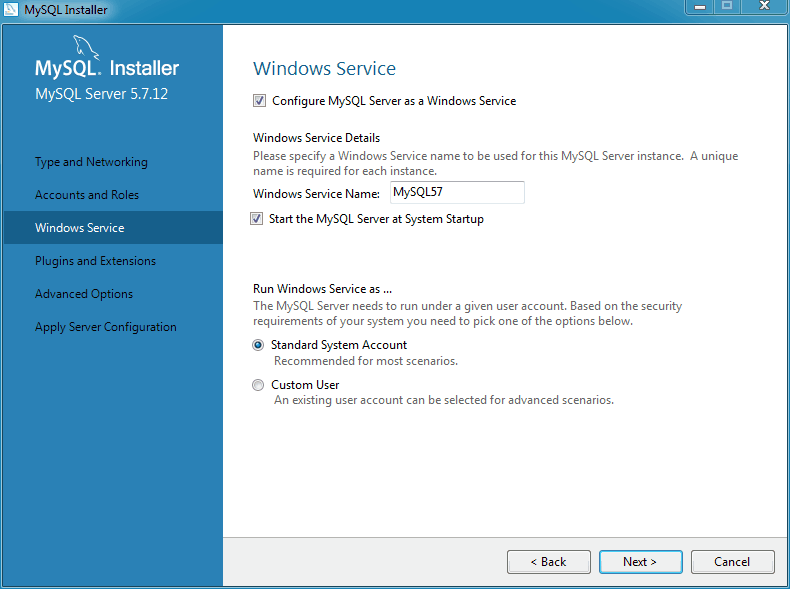 MySQL Installer
MySQL. Installer
MySQL Server 5.7.12
Type and Networking
Accounts and Roles
Windows Service
Plugins and Extensions
Advanced Options
Apply Server Configuration
Windows Service
Configure MySQL Server as a Windows Service
Windows Service Details
Please specify a Windows Service name to be used for this MySQL Server instance.  A unique
name is required for each instance.
Windows Service Name: MySQL57
Start the MySQL Server at System Startup
Run Windows Service as ...
The MySQL Server needs to run under a given user account. Based on the security
requirements of your system you need to pick one of the options below.
Standard System Account
Recommended for most scenarios.
Custom User
An existing user account can be selected for advanced scenarios.
< Back Next > Cancel